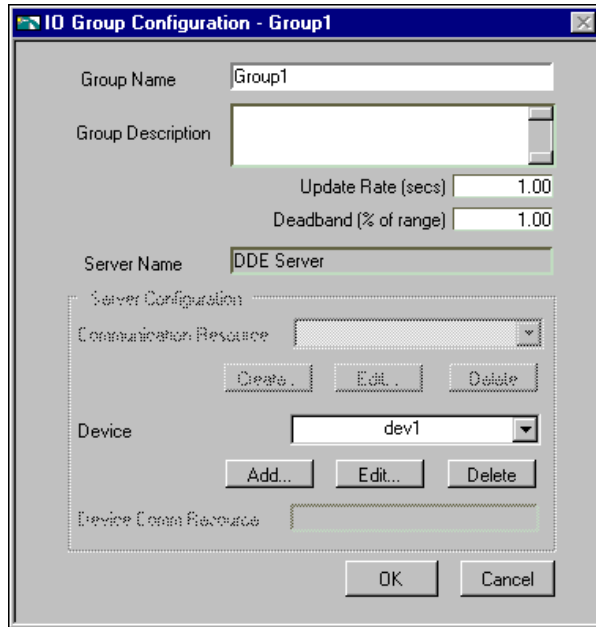 IO Group Configuration - Group1
Group Name Group1
Group Description
Update Rate (secs) 1.00
Deadband (% of range) 1.00
Server Name DDE Server
Server Configuration
Communication Resource
Create... Edit... Delete
Device dev1
Add... Edit... Delete
Device Comm Resource
OK Cancel